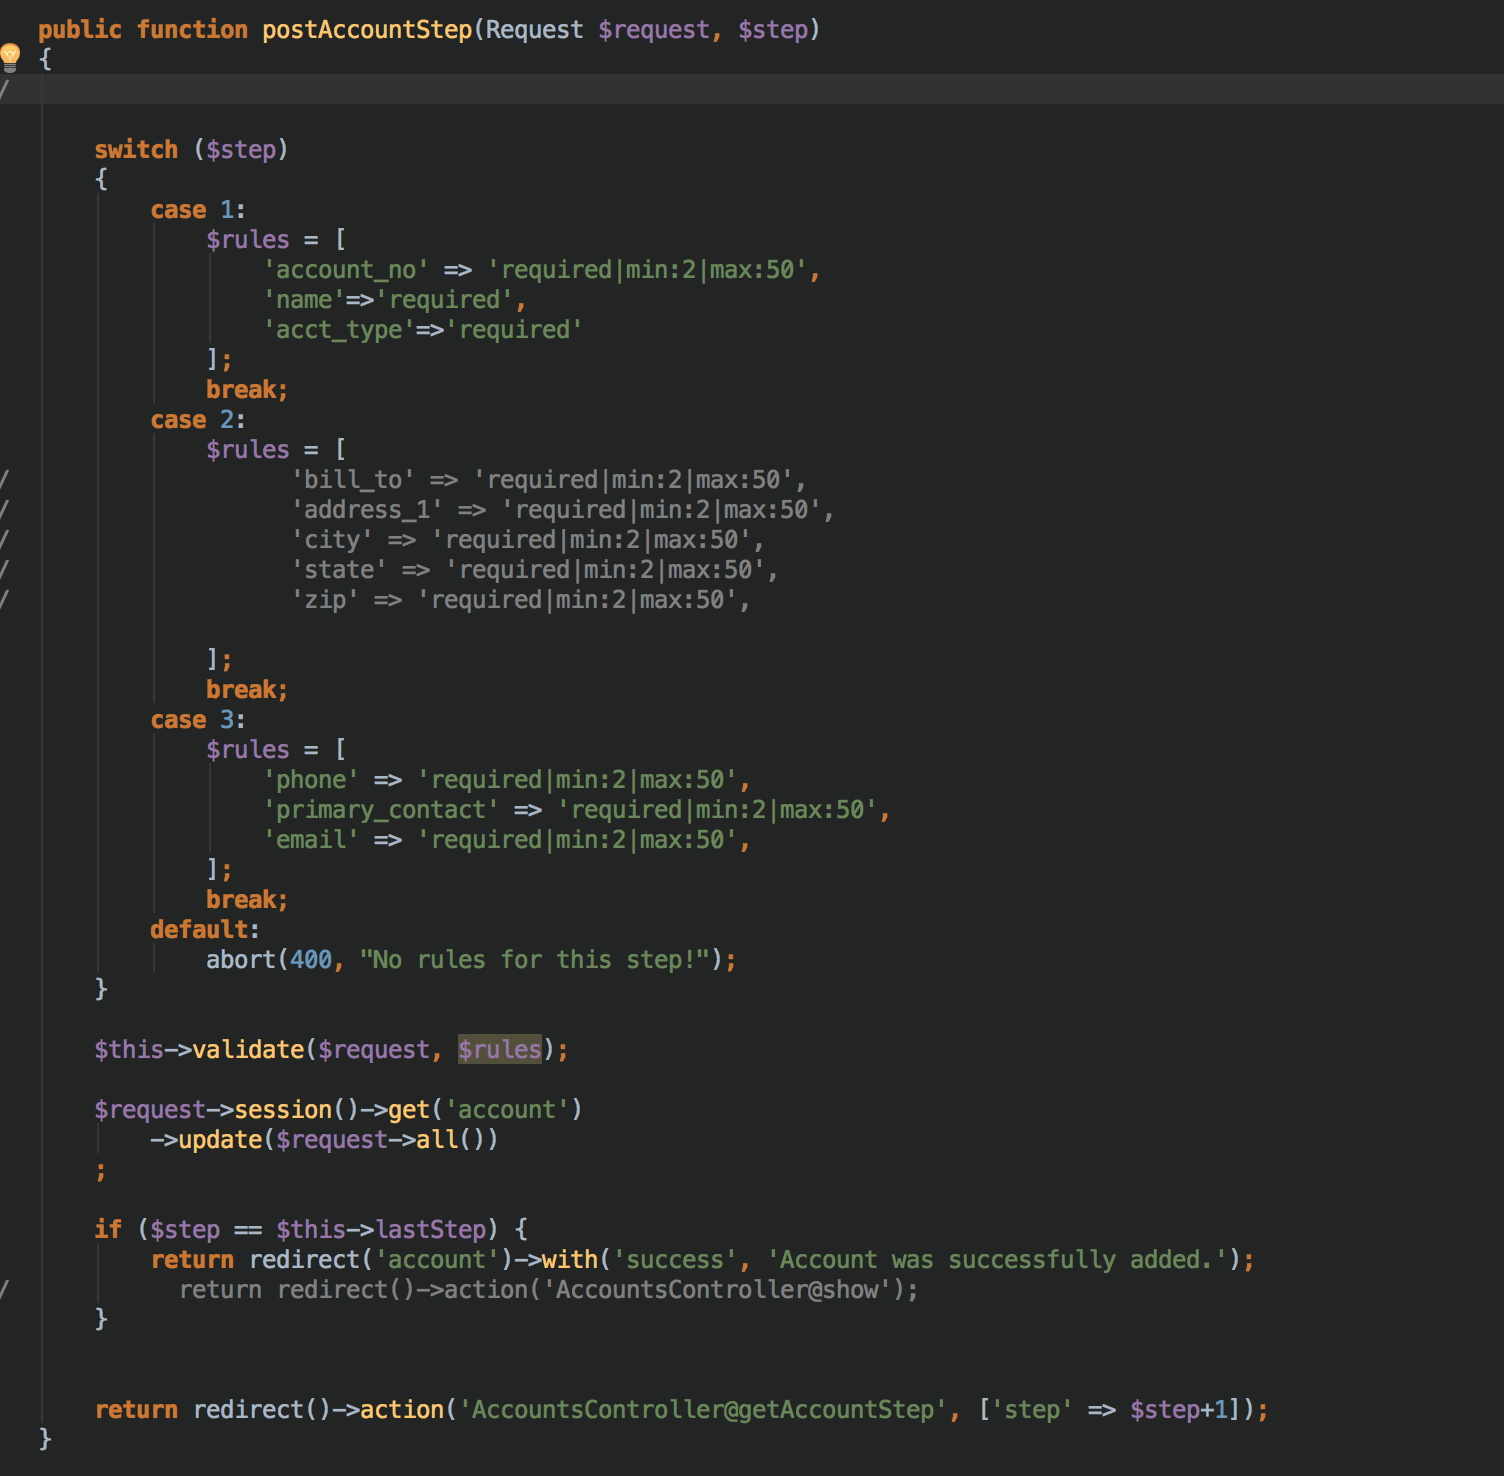 public function postAccountStep(Request $request, $step)
{
/
switch ($step)
{
case 1:
$rules = [
'account_no' => 'required|min:2|max:50',
'name'=>'required',
'acct_type'=>'required'
];
break;
case 2:
$rules = [
/ 'bill_to' => 'required|min:2|max:50',
/ 'address_1' => 'required|min:2|max:50',
/ 'city' => 'required|min:2|max:50',
/ 'state' => 'required|min:2|max:50',
/ 'zip' => 'required|min:2|max:50',
];
break;
case 3:
$rules = [
'phone' => 'required|min:2|max:50',
'primary_contact' => 'required|min:2|max:50',
'email' => 'required|min:2|max:50',
];
break;
default:
abort(400, "No rules for this step!");
}
$this->validate($request, $rules);
$request->session()->get('account')
->update($request->all())
;
if ($step == $this->lastStep) {
return redirect('account')->with('success', 'Account was successfully added.');
/ return redirect()->action('AccountsController@show');
}
return redirect()->action('AccountsController@getAccountStep', ['step' => $step+1]);
}